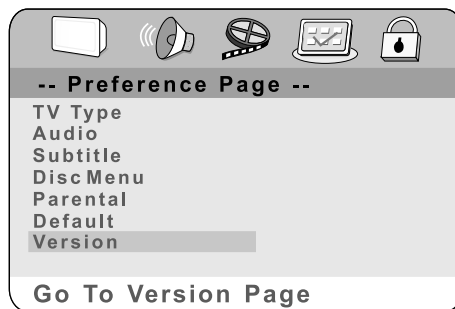 -- Preference Page --
TV Type
Audio
Subtitle
Disc Menu
Parental
Default
Version
Go To Version Page